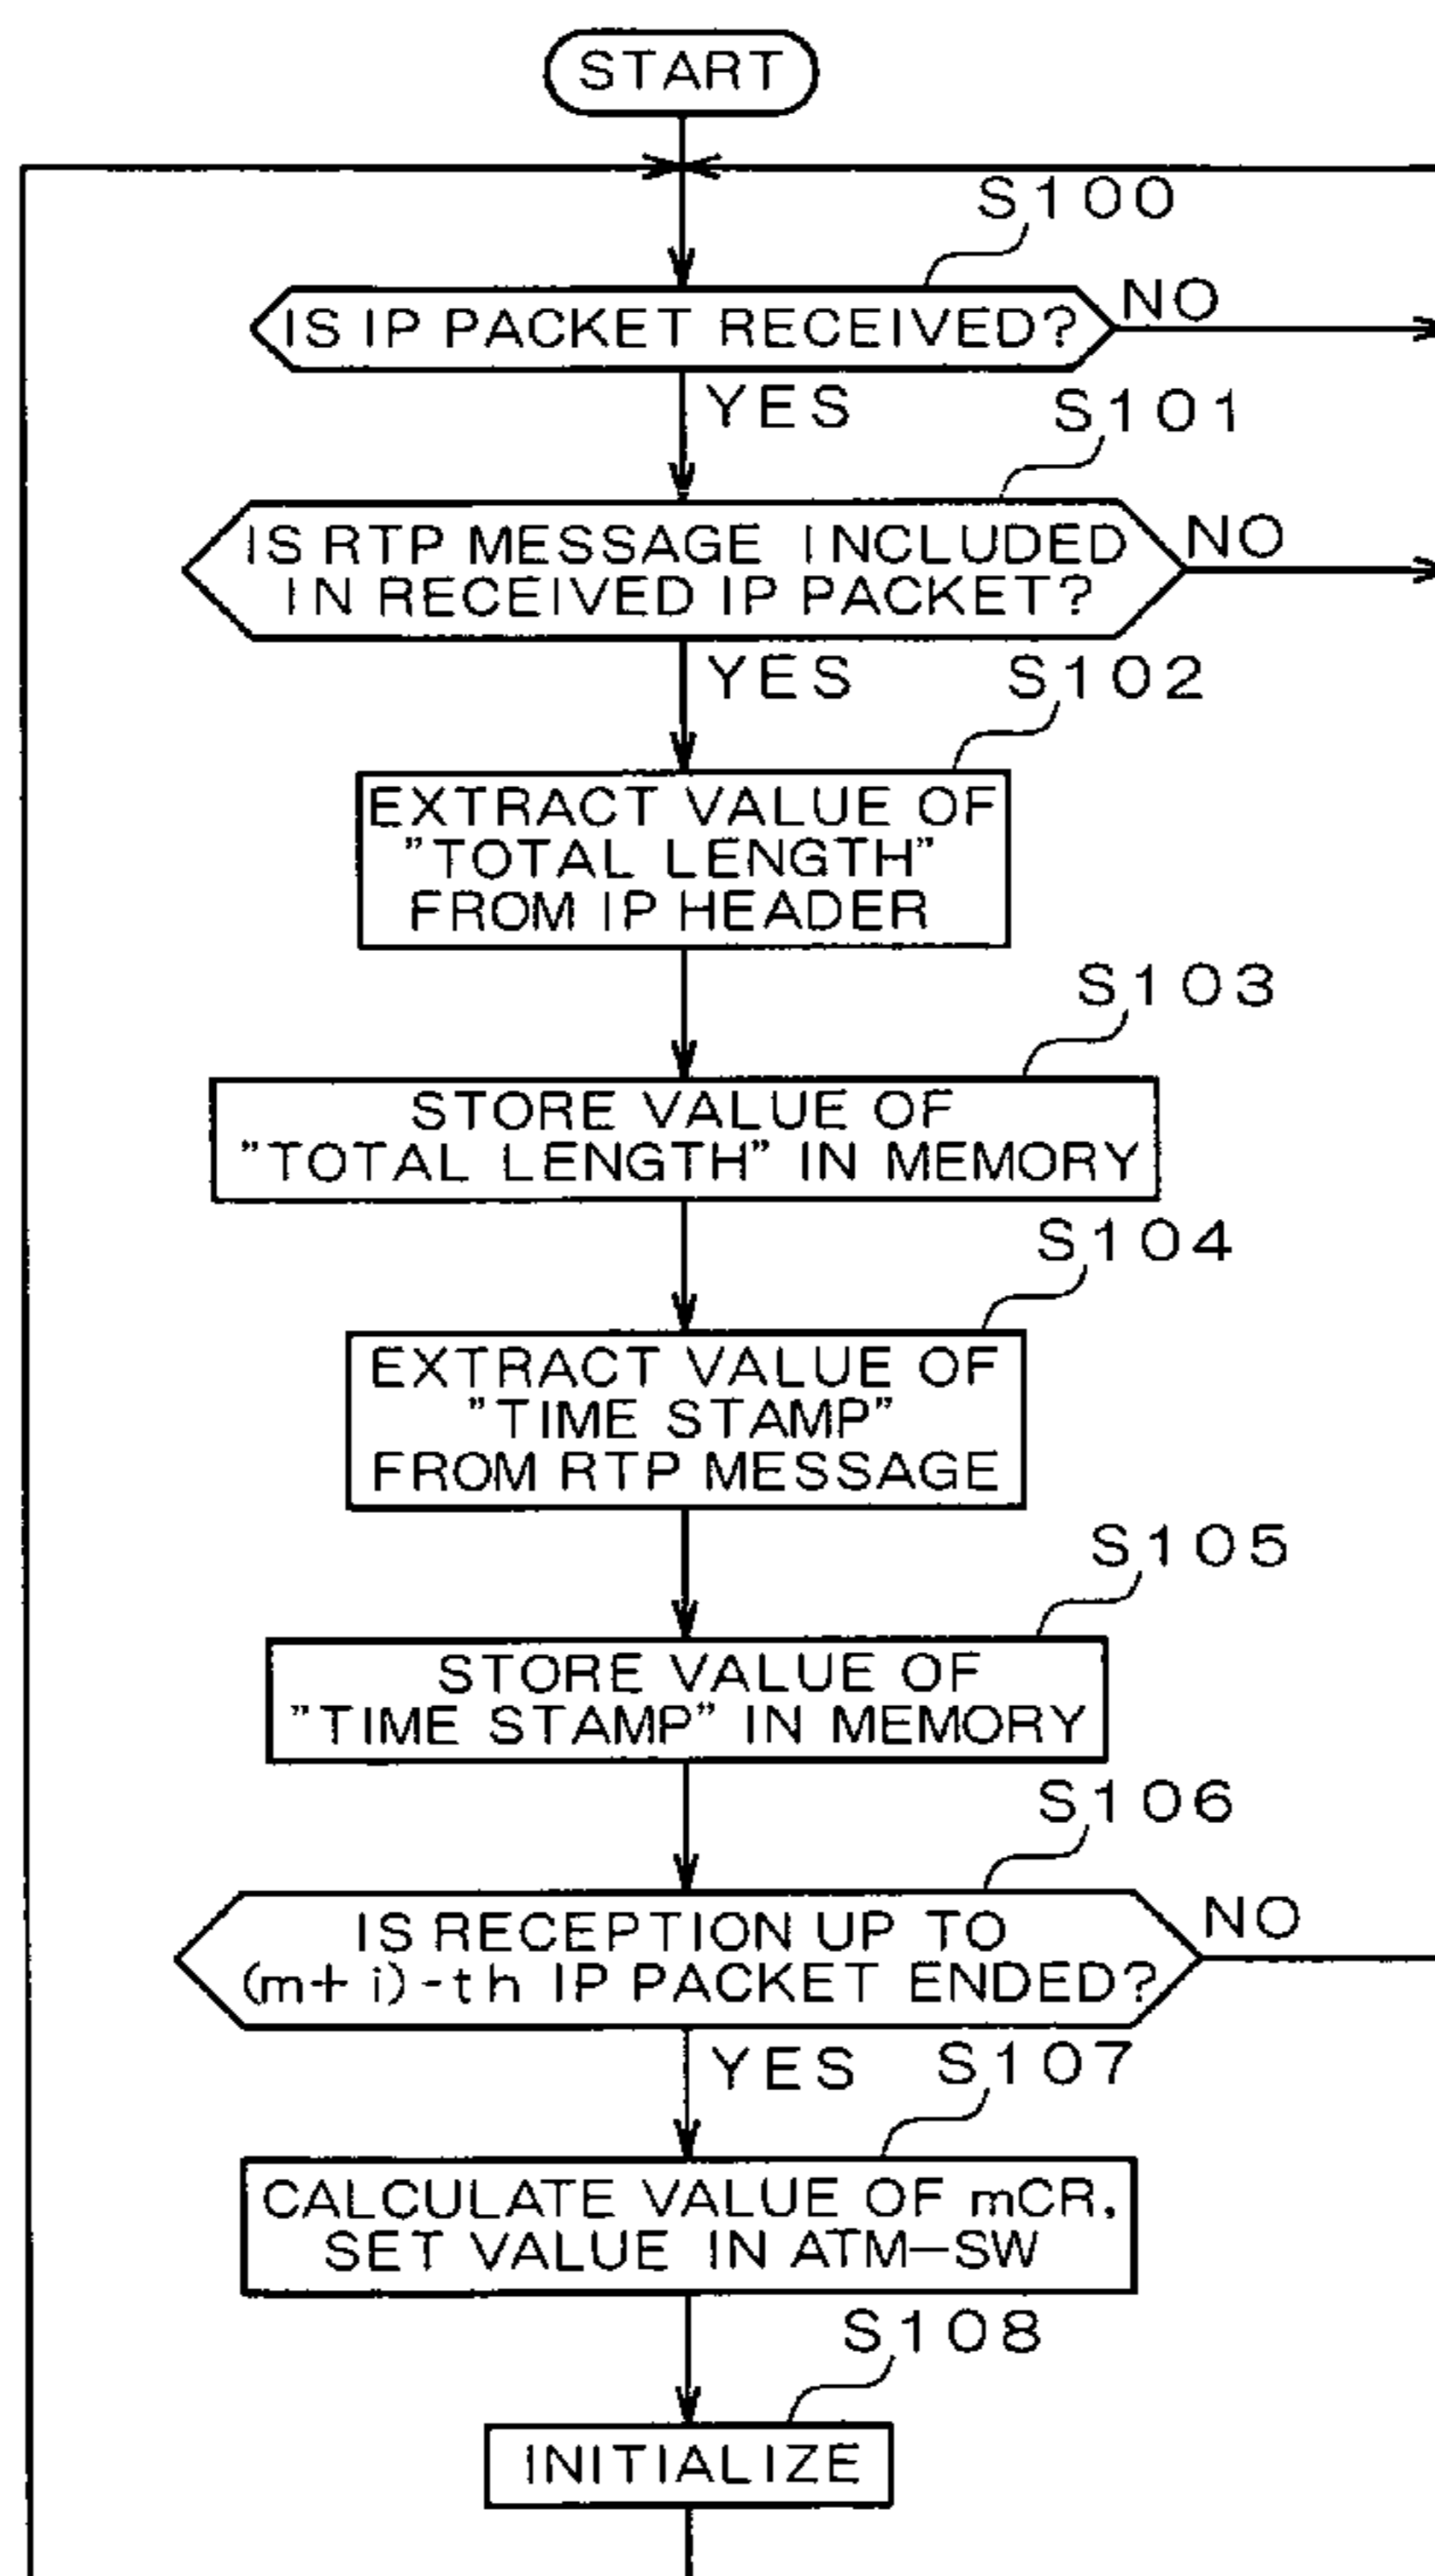 START
S100
IS IP PACKET RECEIVED?
NO
YES
S101
IS RTP MESSAGE INCLUDED
IN RECEIVED IP PACKET?
NO
YES
S102
EXTRACT VALUE OF
"TOTAL LENGTH"
FROM IP HEADER
S103
STORE VALUE OF
"TOTAL LENGTH" IN MEMORY
S104
EXTRACT VALUE OF
"TIME STAMP"
FROM RTP MESSAGE
S105
STORE VALUE OF
"TIME STAMP" IN MEMORY
S106
IS RECEPTION UP TO
(m+i)-th IP PACKET ENDED?
NO
YES
S107
CALCULATE VALUE OF mCR,
SET VALUE IN ATM-SW
S108
INITIALIZE